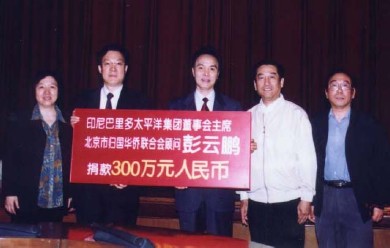 印尼巴里多太平洋集团董事会主席
北京市归国华侨联合会顾问 彭云鹏
捐款300万元人民币